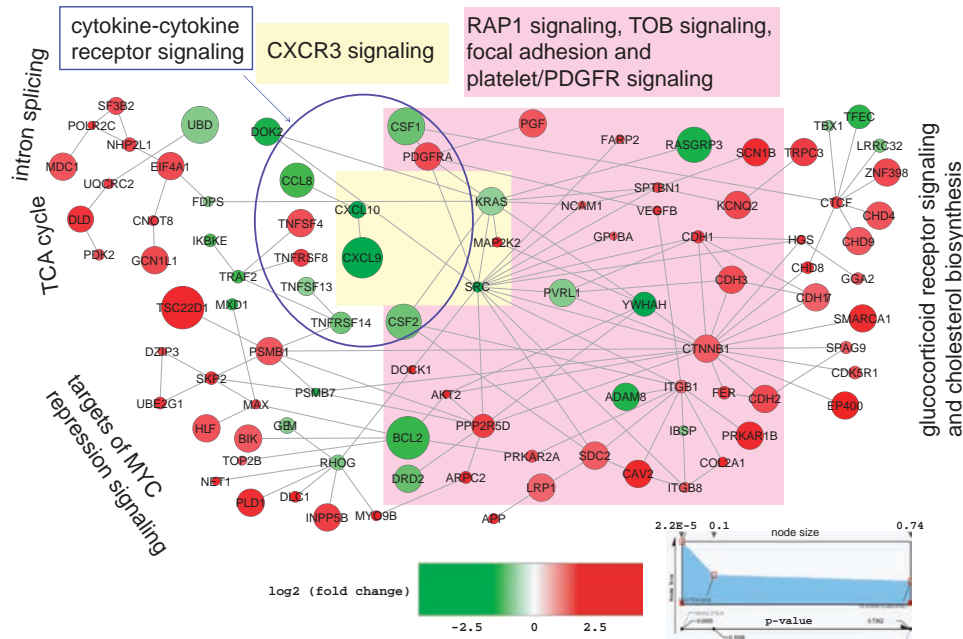 cytokine-cytokine
receptor signaling
CXCR3 signaling
RAP1 signaling, TOB signaling,
focal adhesion and
platelet/PDGFR signaling
intron splicing
TCA cycle
targets of MYC
repression signaling
glucocorticoid receptor signaling
and cholesterol biosynthesis
SF3B2
POLR2C
NHP2L1
UBD
MDC1
EIF4A1
UQCRC2
DLD
CNOT8
FDPS
PDK2
GCN1L1
IKBKE
TRAF2
TSC22D1
MXD1
DOK2
CCL8
CXCL10
TNFSF4
TNFRSF8
CXCL9
TNFSF13
TNFRSF14
CSF1
PDGFRA
PGF
FARP2
RASGRP3
SCN1B
TRPC3
TBX1
TFEC
LRRC32
ZNF398
KRAS
NCAM1
SPTBN1
VEGFB
KCNQ2
CTCF
CHD4
CHD9
MAP2K2
GP1BA
CDH1
HGS
CHD8
GGA2
SRC
PVRL1
YWHAH
CDH3
CDH17
SMARCA1
CSF2
CTNNB1
SPAG9
CDK5R1
EP400
DZIP3
PSMB1
SKP2
UBE2G1
MAX
PSMB7
DOCK1
AKT2
ADAM8
ITGB1
FER
CDH2
HLF
BIK
GEM
TOP2B
RHOG
BCL2
PPP2R5D
IBSP
PRKAR1B
NET1
DRD2
ARPC2
PRKAR2A
SDC2
CAV2
COL2A1
ITGB8
PLD1
DLC1
INPP5B
MYO9B
APP
LRP1
log2 (fold change)
-2.5
0
2.5
2.2E-5
0.1
0.74
node size
Node Size
p-value